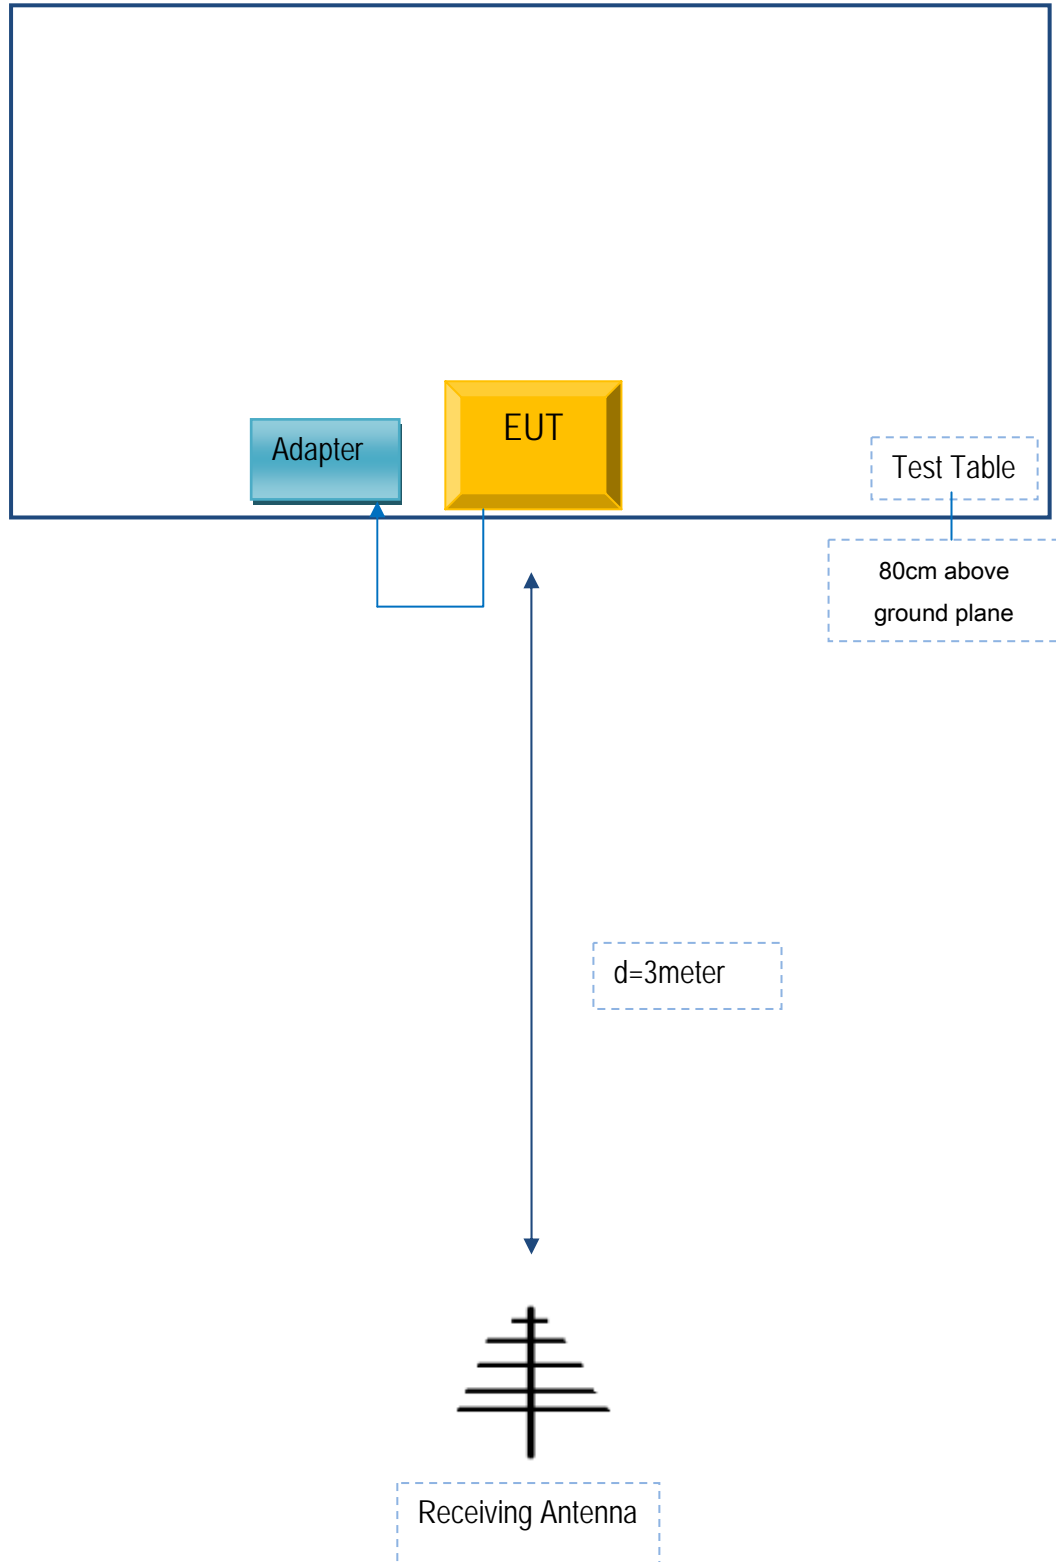 EUT
Adapter
Test Table
80cm above
ground plane
d=3meter
Receiving Antenna